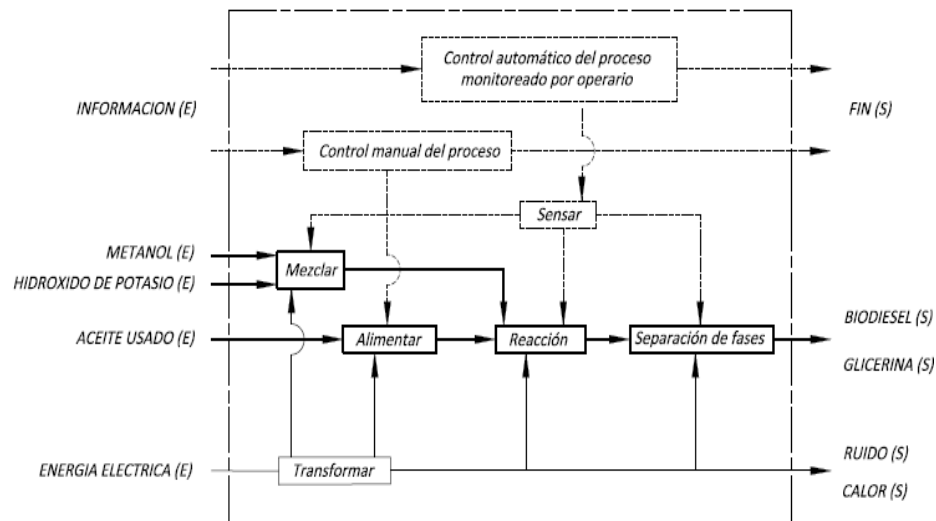 Control automático del proceso
monitoreado por operario
INFORMACION (E)
FIN (S)
Control manual del proceso
Sensar
METANOL (E)
Mezclar
HIDROXIDO DE POTASIO (E)
BIODIESEL (S)
ACEITE USADO (E)
Alimentar
Reacción
Separación de fases
GLICERINA (S)
RUIDO (S)
ENERGIA ELECTRICA (E)
Transformar
CALOR (S)